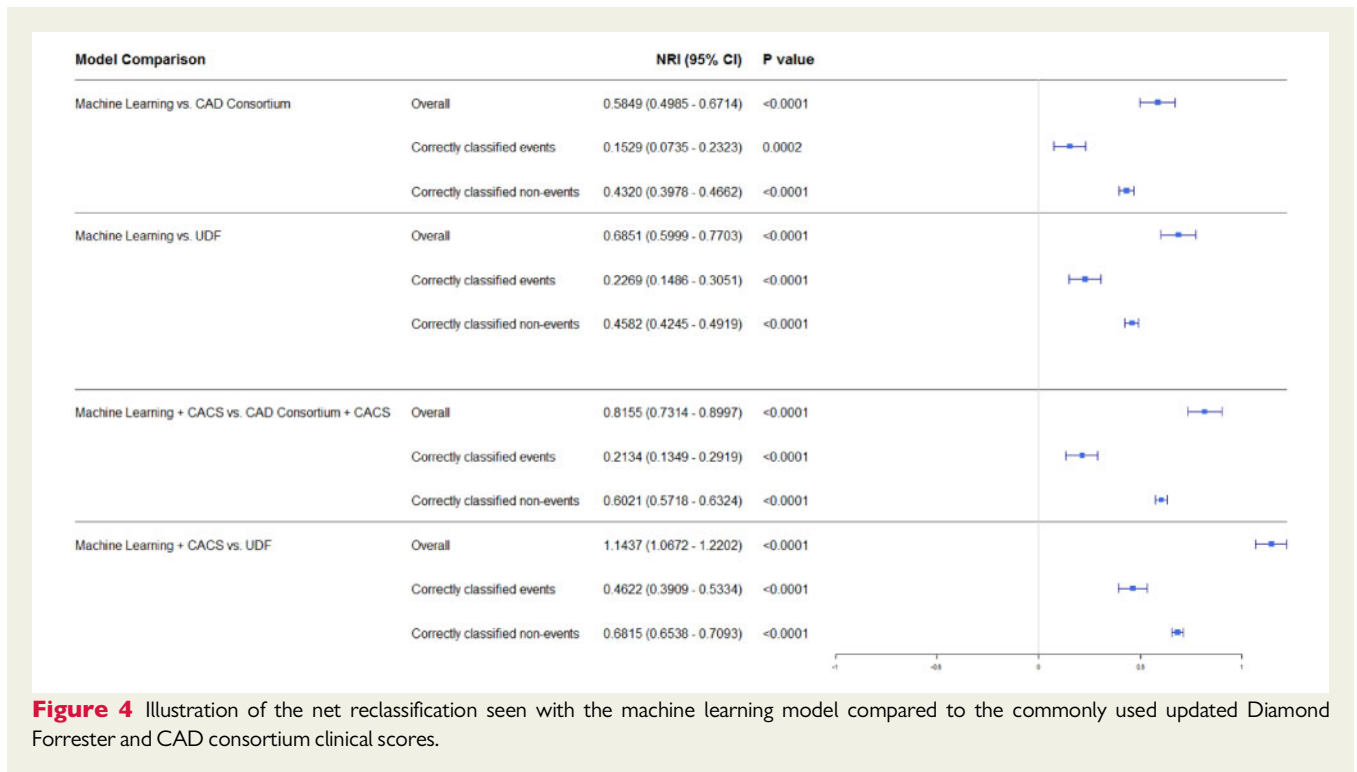 Model Comparison NRI (95% CI) P value
Machine Learning vs. CAD Consortium Overall 0.5849 (0.4985 - 0.6714) <0.0001
Correctly classified events 0.1529 (0.0735 - 0.2323) 0.0002
Correctly classified non-events 0.4320 (0.3978 - 0.4662) <0.0001
Machine Learning vs. UDF Overall 0.6851 (0.5999 - 0.7703) <0.0001
Correctly classified events 0.2269 (0.1486 - 0.3051) <0.0001
Correctly classified non-events 0.4582 (0.4245 - 0.4919) <0.0001
Machine Learning + CACS vs. CAD Consortium + CACS Overall 0.8155 (0.7314 - 0.8997) <0.0001
Correctly classified events 0.2134 (0.1349 - 0.2919) <0.0001
Correctly classified non-events 0.6021 (0.5718 - 0.6324) <0.0001
Machine Learning + CACS vs. UDF Overall 1.1437 (1.0672 - 1.2202) <0.0001
Correctly classified events 0.4622 (0.3909 - 0.5334) <0.0001
Correctly classified non-events 0.6815 (0.6538 - 0.7093) <0.0001
-1 -0.5 0 0.5 1
Figure 4 Illustration of the net reclassification seen with the machine learning model compared to the commonly used updated Diamond
Forrester and CAD consortium clinical scores.